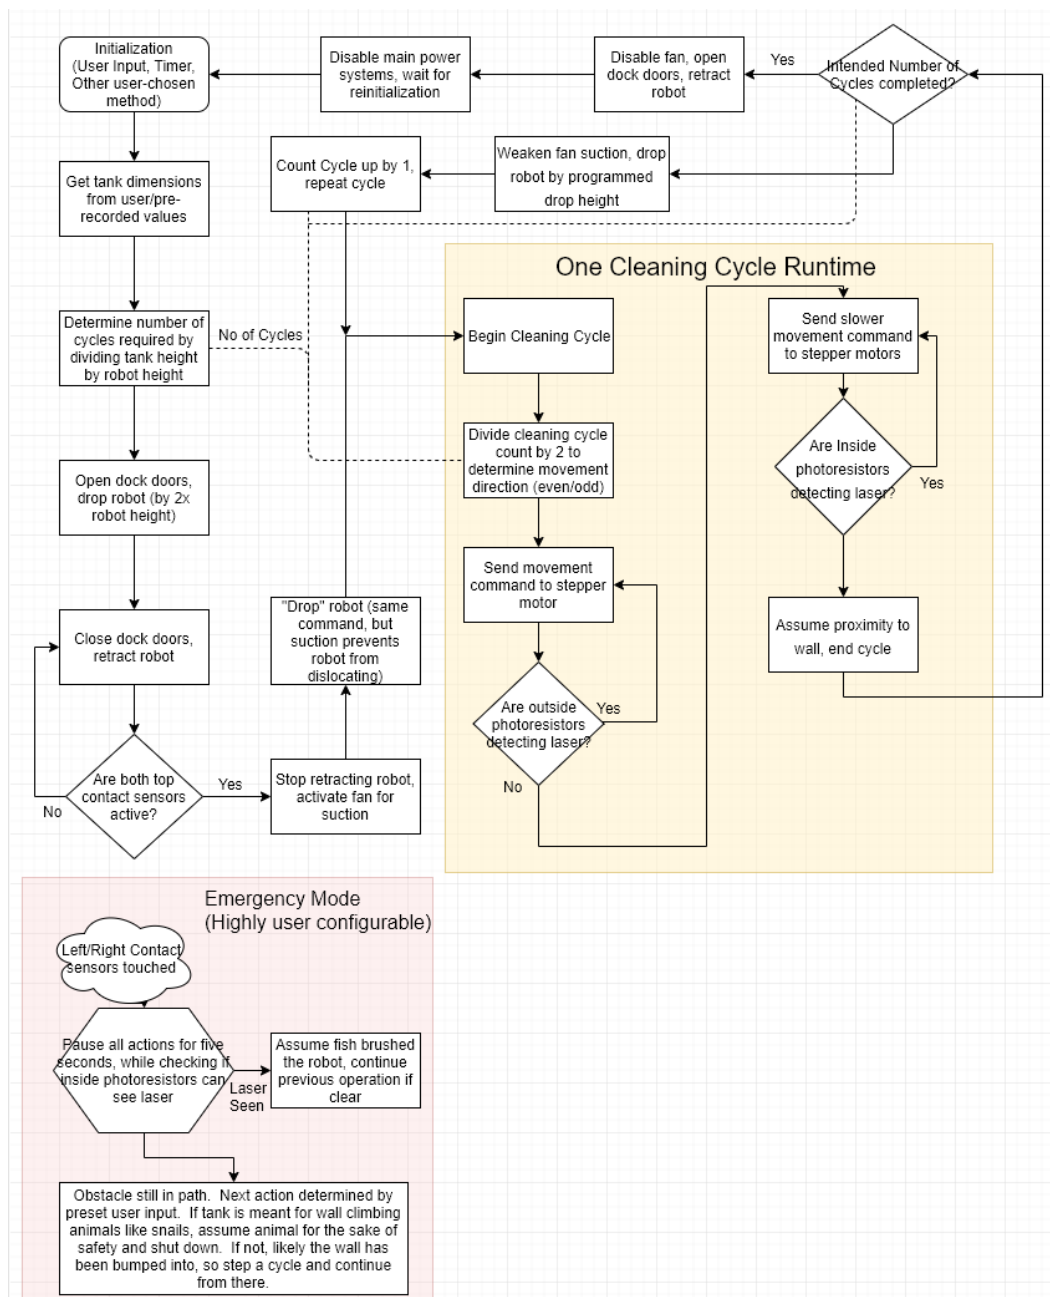 Initialization
(User Input, Timer,
Other user-chosen
method)
Disable main power
systems, wait for
reinitialization
Disable fan, open
dock doors, retract
robot
Yes
Intended Number of
Cycles completed?
Get tank dimensions
from user/pre-
recorded values
Count Cycle up by 1,
repeat cycle
Weaken fan suction, drop
robot by programmed
drop height
Determine number of
cycles required by
dividing tank height
by robot height
No of Cycles
Open dock doors,
drop robot (by 2x
robot height)
Close dock doors,
retract robot
Are both top
contact sensors
active?
No
Yes
Stop retracting robot,
activate fan for
suction
"Drop" robot (same
command, but
suction prevents
robot from
dislocating)
One Cleaning Cycle Runtime
Begin Cleaning Cycle
Divide cleaning cycle
count by 2 to
determine movement
direction (even/odd)
Send movement
command to stepper
motor
Are outside
photoresistors
detecting laser?
Yes
No
Send slower
movement command
to stepper motors
Are Inside
photoresistors
detecting laser?
Yes
Assume proximity to
wall, end cycle
Emergency Mode
(Highly user configurable)
Left/Right Contact
sensors touched
Pause all actions for five
seconds, while checking if
inside photoresistors can
see laser
Laser
Seen
Assume fish brushed
the robot, continue
previous operation if
clear
Obstacle still in path. Next action determined by
preset user input. If tank is meant for wall climbing
animals like snails, assume animal for the sake of
safety and shut down. If not, likely the wall has
been bumped into, so step a cycle and continue
from there.